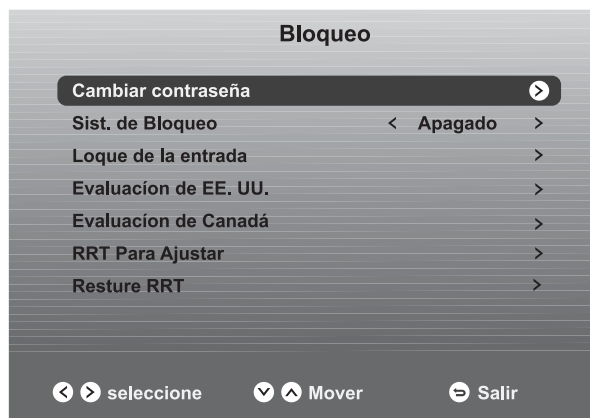 Bloqueo
Cambiar contraseña
Sist. de Bloqueo < Apagado >
Loque de la entrada >
Evaluacíon de EE. UU. >
Evaluacíon de Canadá >
RRT Para Ajustar >
Resture RRT >
seleccione Mover Salir